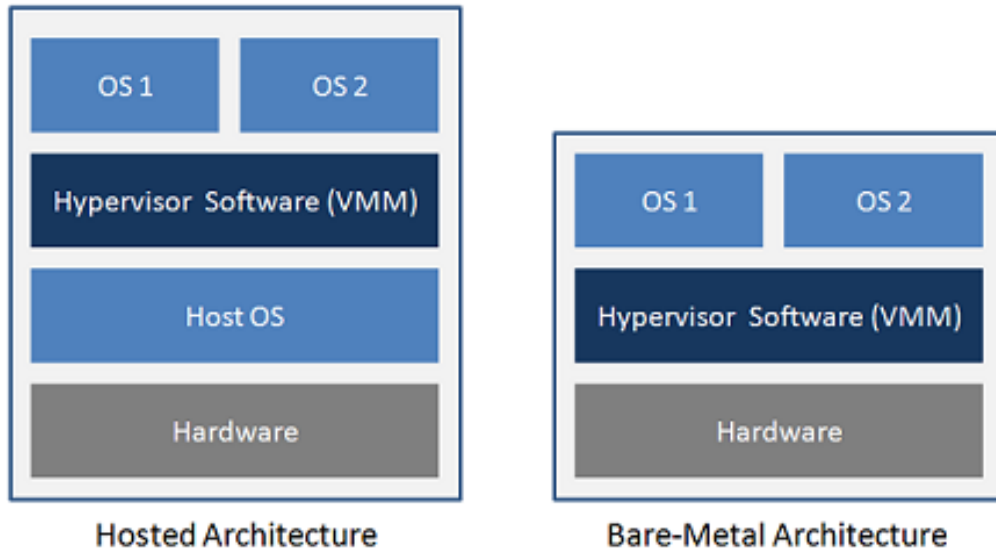 OS 1 OS 2
Hypervisor Software (VMM)
Host OS
Hardware
Hosted Architecture
OS 1 OS 2
Hypervisor Software (VMM)
Hardware
Bare-Metal Architecture